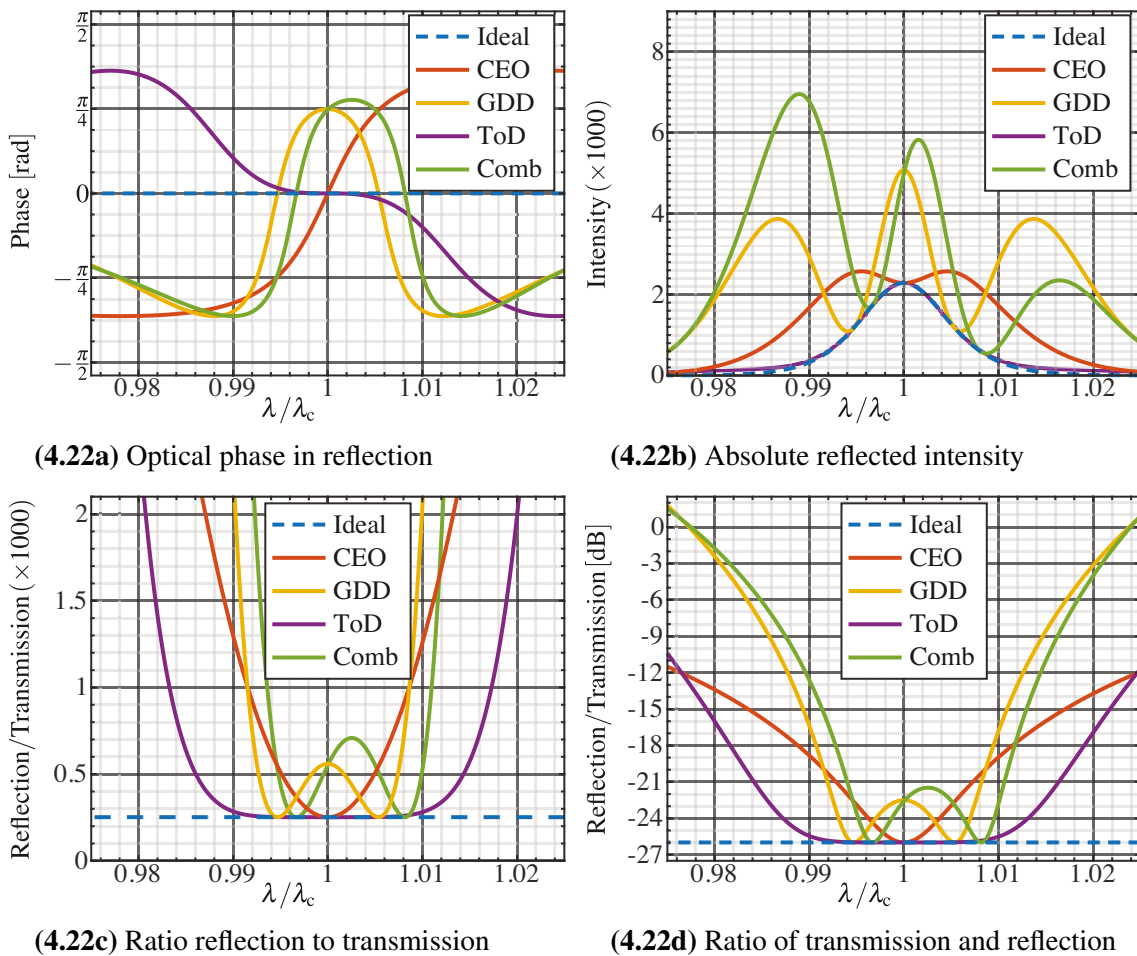 π/2
π/4
0
−π/4
−π/2
Phase [rad]
0.98 0.99 1 1.01 1.02
λ/λc
Ideal
CEO
GDD
ToD
Comb
(4.22a) Optical phase in reflection
8
6
4
2
0
Intensity (×1000)
0.98 0.99 1 1.01 1.02
λ/λc
Ideal
CEO
GDD
ToD
Comb
(4.22b) Absolute reflected intensity
2
1.5
1
0.5
0
Reflection/Transmission (×1000)
0.98 0.99 1 1.01 1.02
λ/λc
Ideal
CEO
GDD
ToD
Comb
(4.22c) Ratio reflection to transmission
0
-3
-6
-9
-12
-15
-18
-21
-24
-27
Reflection/Transmission [dB]
0.98 0.99 1 1.01 1.02
λ/λc
Ideal
CEO
GDD
ToD
Comb
(4.22d) Ratio of transmission and reflection